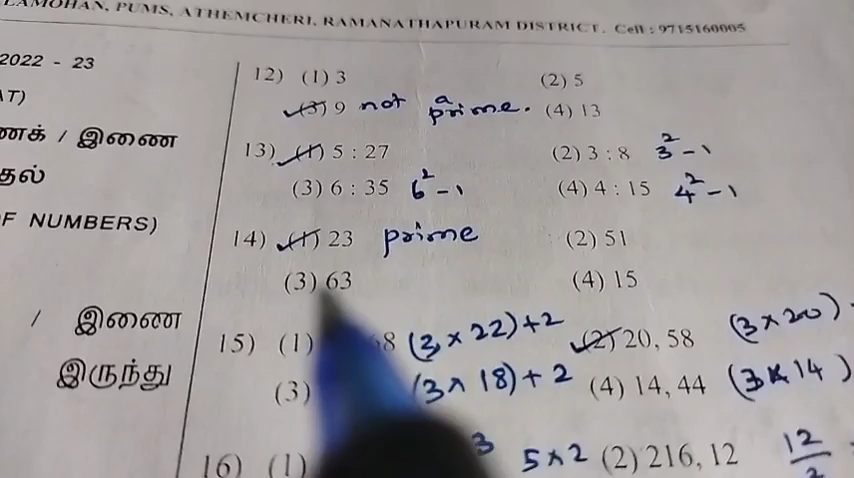 LAMOHAN, PUMS, ATHEMCHERI, RAMANATHAPURAM DISTRICT. Cell : 9715160005
2022 - 23
AT)
ணக் / இணை
தல்
F NUMBERS)
/ இணை
இருந்து
12) (1) 3 (2) 5
(3) 9 not a prime. (4) 13
13) (1) 5 : 27 (2) 3 : 8 3²-1
(3) 6 : 35 6²-1 (4) 4 : 15 4²-1
14) (1) 23 prime (2) 51
(3) 63 (4) 15
15) (1) 68 (3 × 22)+2 (2) 20, 58 (3 × 20)
(3) (3 × 18) + 2 (4) 14, 44 (3 × 14)
16) (1) 3 5×2 (2) 216, 12 12/2